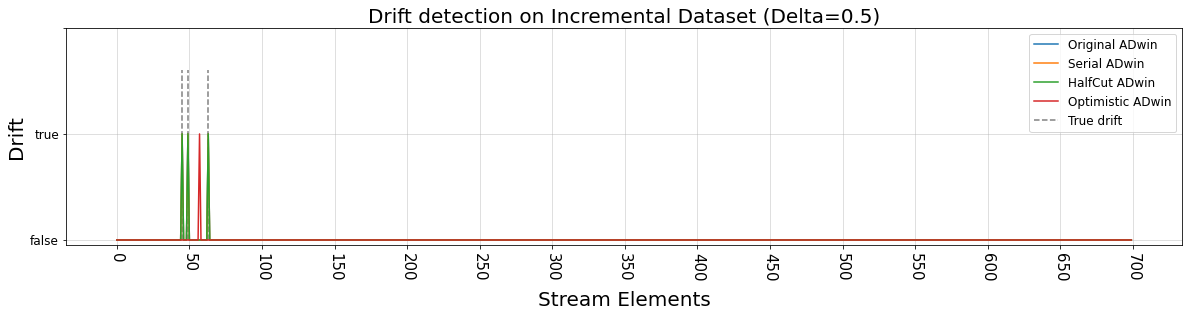 Drift detection on Incremental Dataset (Delta=0.5)
Original ADwin
Serial ADwin
HalfCut ADwin
Optimistic ADwin
True drift
Drift
true
false
0
50
100
150
200
250
300
350
400
450
500
550
600
650
700
Stream Elements